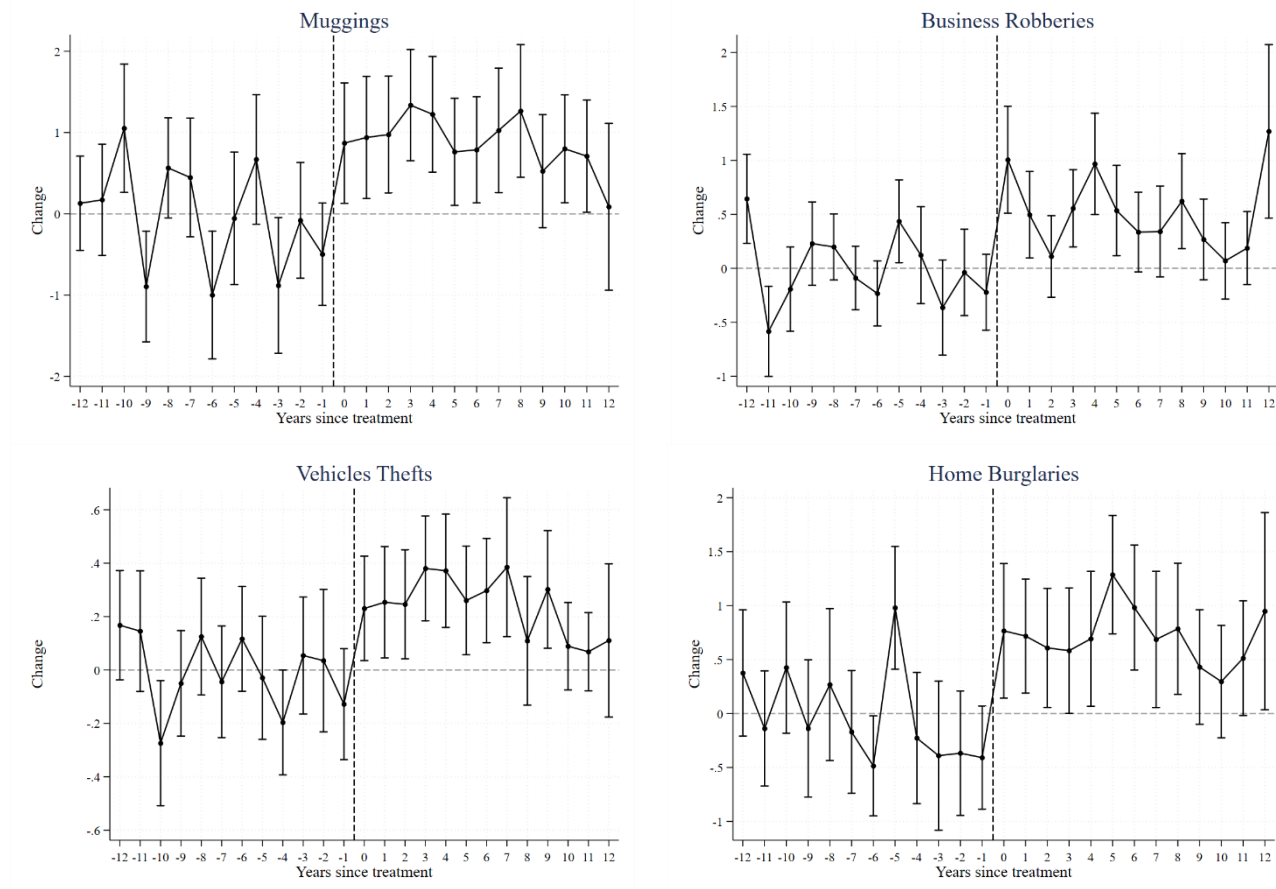 Muggings
Change
2
1
0
-1
-2
-12 -11 -10 -9 -8 -7 -6 -5 -4 -3 -2 -1 0 1 2 3 4 5 6 7 8 9 10 11 12
Years since treatment
Business Robberies
Change
2
1.5
1
.5
0
-.5
-1
-12 -11 -10 -9 -8 -7 -6 -5 -4 -3 -2 -1 0 1 2 3 4 5 6 7 8 9 10 11 12
Years since treatment
Vehicles Thefts
Change
.6
.4
.2
0
-.2
-.4
-.6
-12 -11 -10 -9 -8 -7 -6 -5 -4 -3 -2 -1 0 1 2 3 4 5 6 7 8 9 10 11 12
Years since treatment
Home Burglaries
Change
2
1.5
1
.5
0
-.5
-1
-12 -11 -10 -9 -8 -7 -6 -5 -4 -3 -2 -1 0 1 2 3 4 5 6 7 8 9 10 11 12
Years since treatment